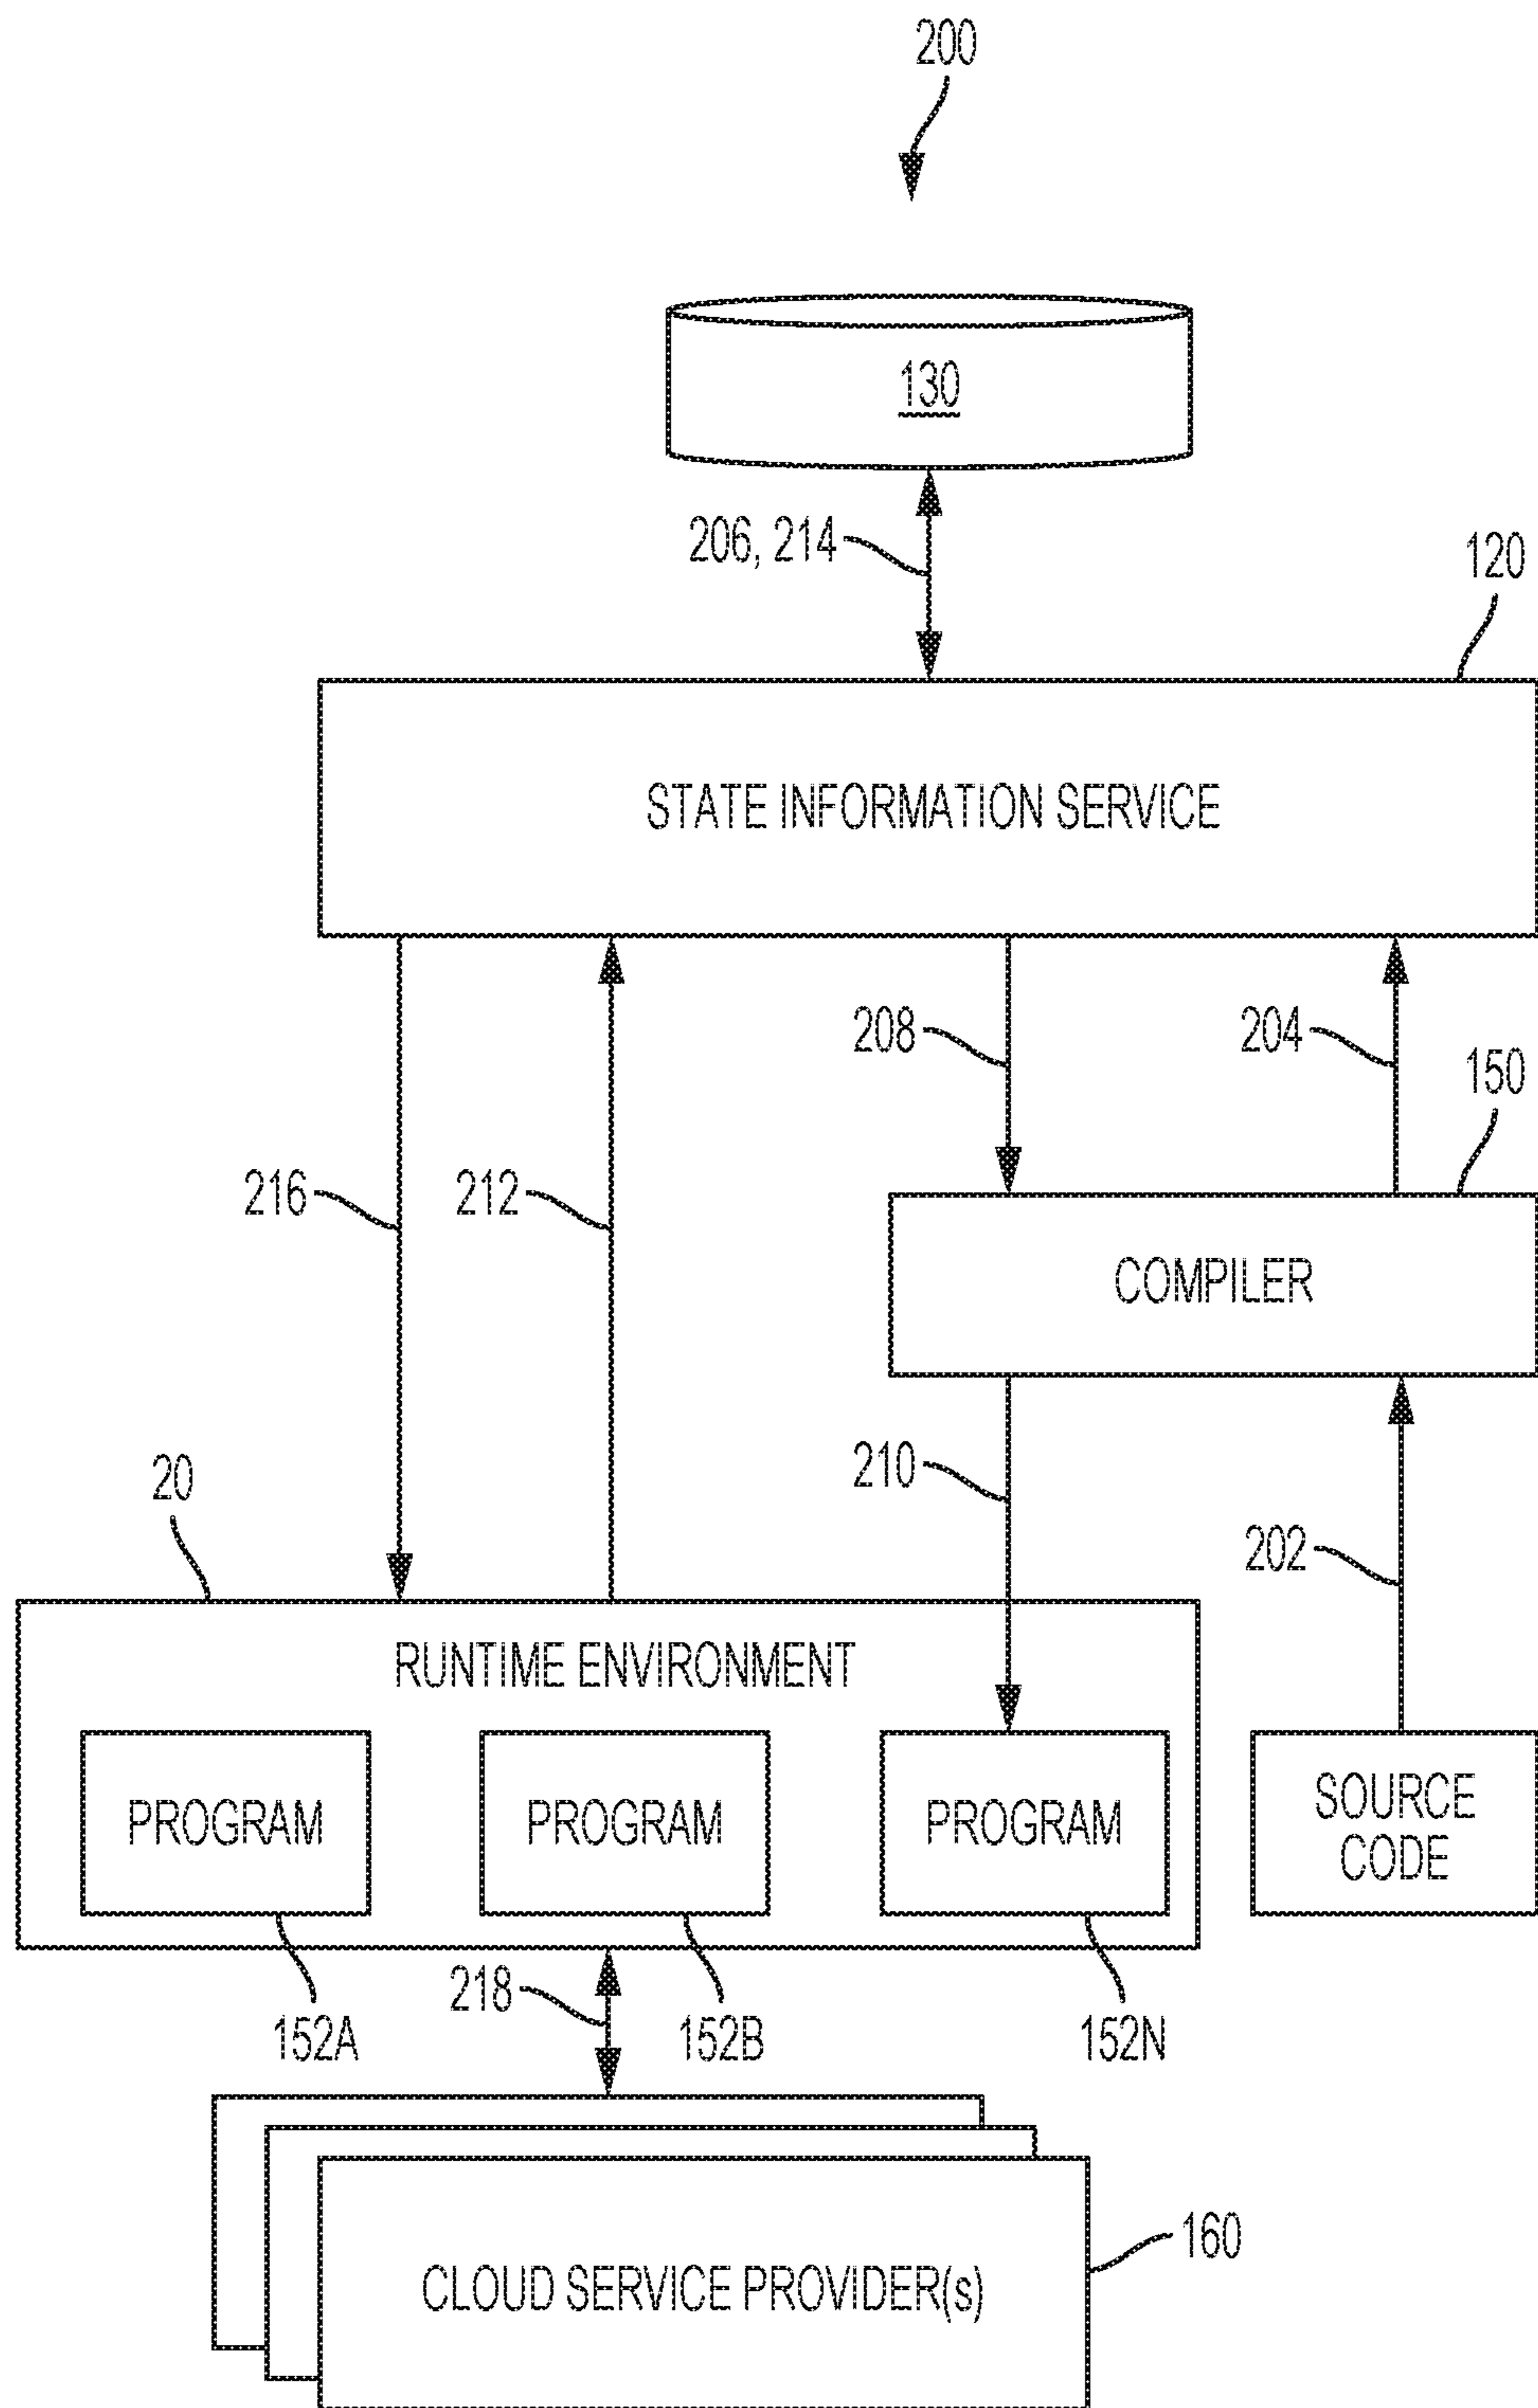 200
130
206, 214
120
STATE INFORMATION SERVICE
208
204
150
216
212
COMPILER
20
210
202
RUNTIME ENVIRONMENT
PROGRAM
PROGRAM
PROGRAM
SOURCE
CODE
218
152A
152B
152N
160
CLOUD SERVICE PROVIDER(s)